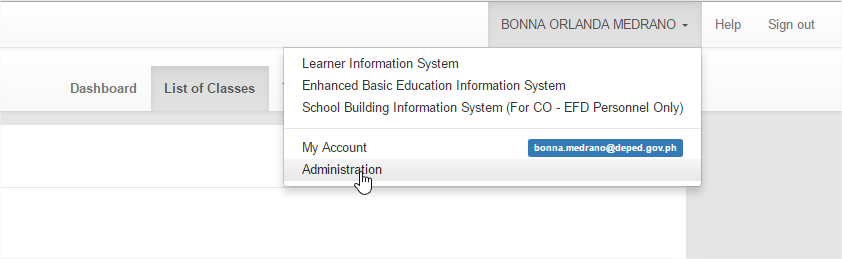 BONNA ORLANDA MEDRANO Help Sign out
Learner Information System
Dashboard List of Classes
Enhanced Basic Education Information System
School Building Information System (For CO - EFD Personnel Only)
My Account bonna.medrano@deped.gov.ph
Administration